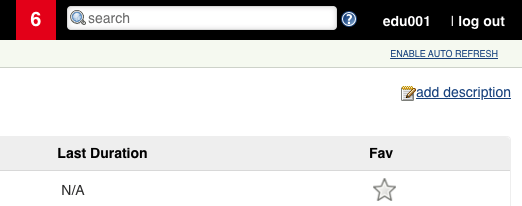 6 search ? edu001 | log out
ENABLE AUTO REFRESH
add description
Last Duration Fav
N/A